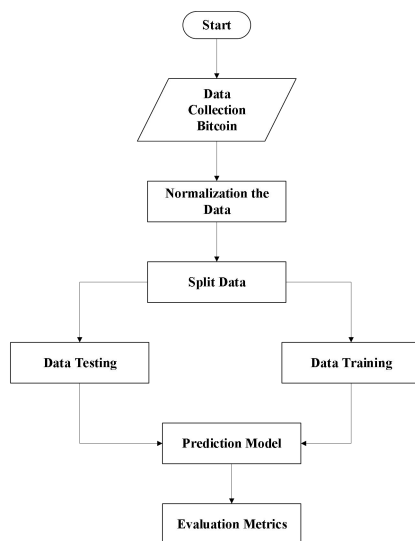 Start
Data
Collection
Bitcoin
Normalization the
Data
Split Data
Data Testing
Data Training
Prediction Model
Evaluation Metrics